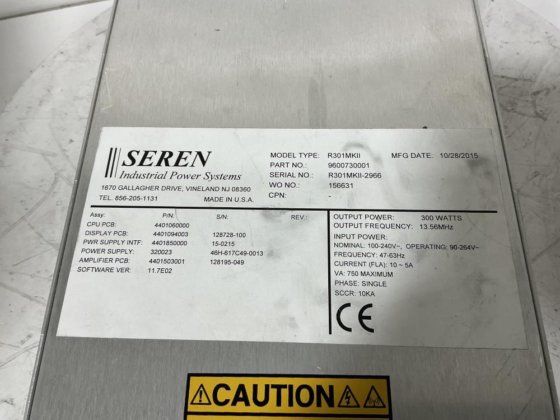 SEREN
Industrial Power Systems
1670 GALLAGHER DRIVE, VINELAND NJ 08360
TEL. 856-205-1131 MADE IN U.S.A.
MODEL TYPE: R301MKII MFG DATE: 10/28/2015
PART NO.: 9600730001
SERIAL NO.: R301MKII-2966
WO NO.: 156631
CPN: -
Assy: P/N: S/N: REV.:
CPU PCB: 4401060000
DISPLAY PCB: 4401094003 128728-100
PWR SUPPLY INTF: 4401850000 15-0215
POWER SUPPLY: 320023 46H-617C49-0013
AMPLIFIER PCB: 4401503001 128195-049
SOFTWARE VER: 11.7E02
OUTPUT POWER: 300 WATTS
OUTPUT FREQUENCY: 13.56MHz
INPUT POWER:
NOMINAL: 100-240V~, OPERATING: 90-264V~
FREQUENCY: 47-63Hz
CURRENT (FLA): 10 ~ 5A
VA: 750 MAXIMUM
PHASE: SINGLE
SCCR: 10KA
CE
CAUTION